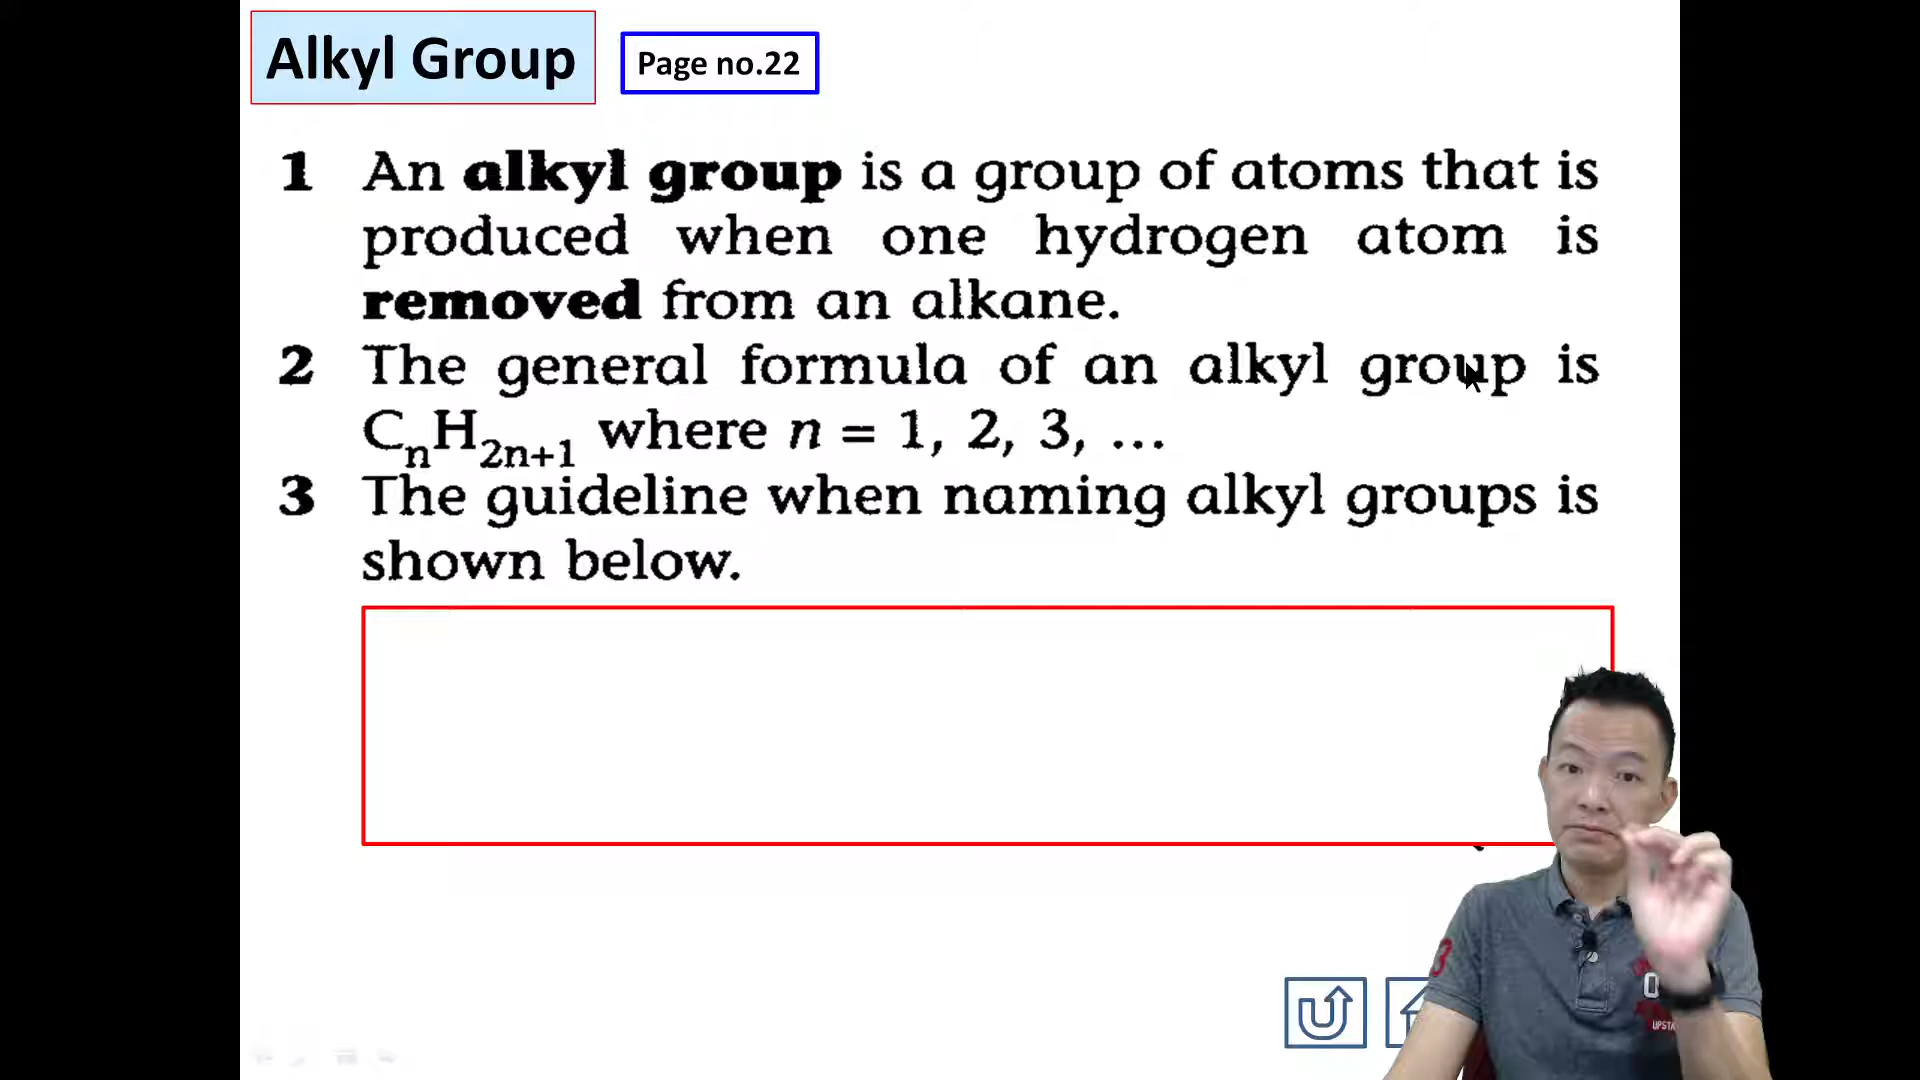 Alkyl Group
Page no.22
1 An alkyl group is a group of atoms that is
produced when one hydrogen atom is
removed from an alkane.
2 The general formula of an alkyl group is
CnH2n+1 where n = 1, 2, 3, ...
3 The guideline when naming alkyl groups is
shown below.
3